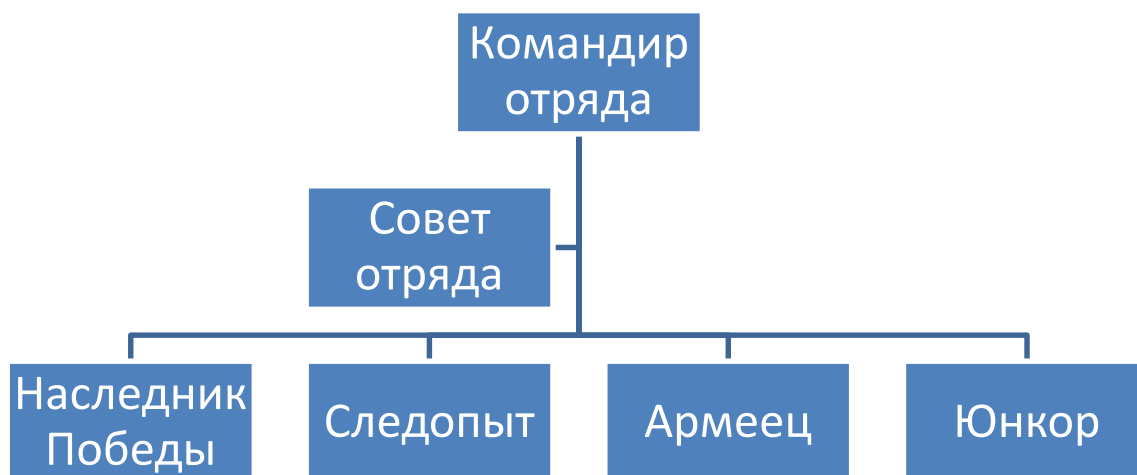 Командир
отряда
Совет
отряда
Наследник
Победы
Следопыт
Армеец
Юнкор